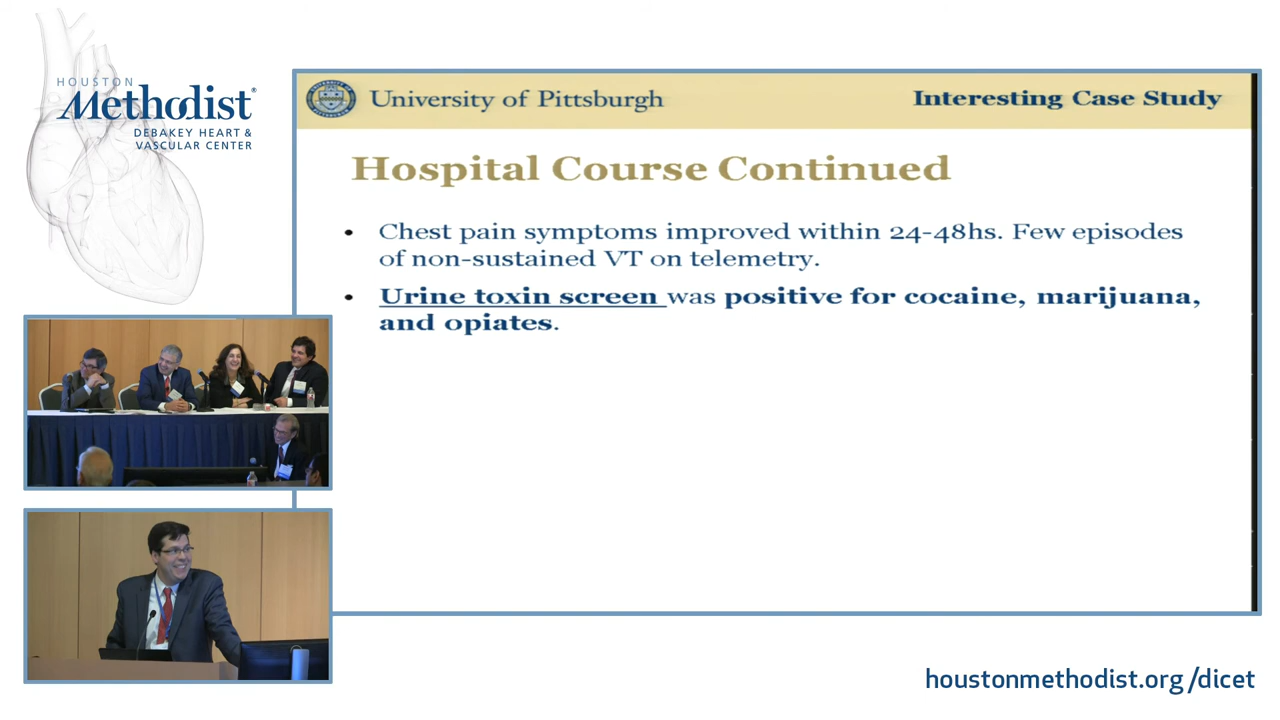 HOUSTON
Methodist®
DEBAKEY HEART &
VASCULAR CENTER
University of Pittsburgh
Interesting Case Study
Hospital Course Continued
• Chest pain symptoms improved within 24-48hs. Few episodes
of non-sustained VT on telemetry.
• Urine toxin screen was positive for cocaine, marijuana,
and opiates.
houstonmethodist.org/dicet